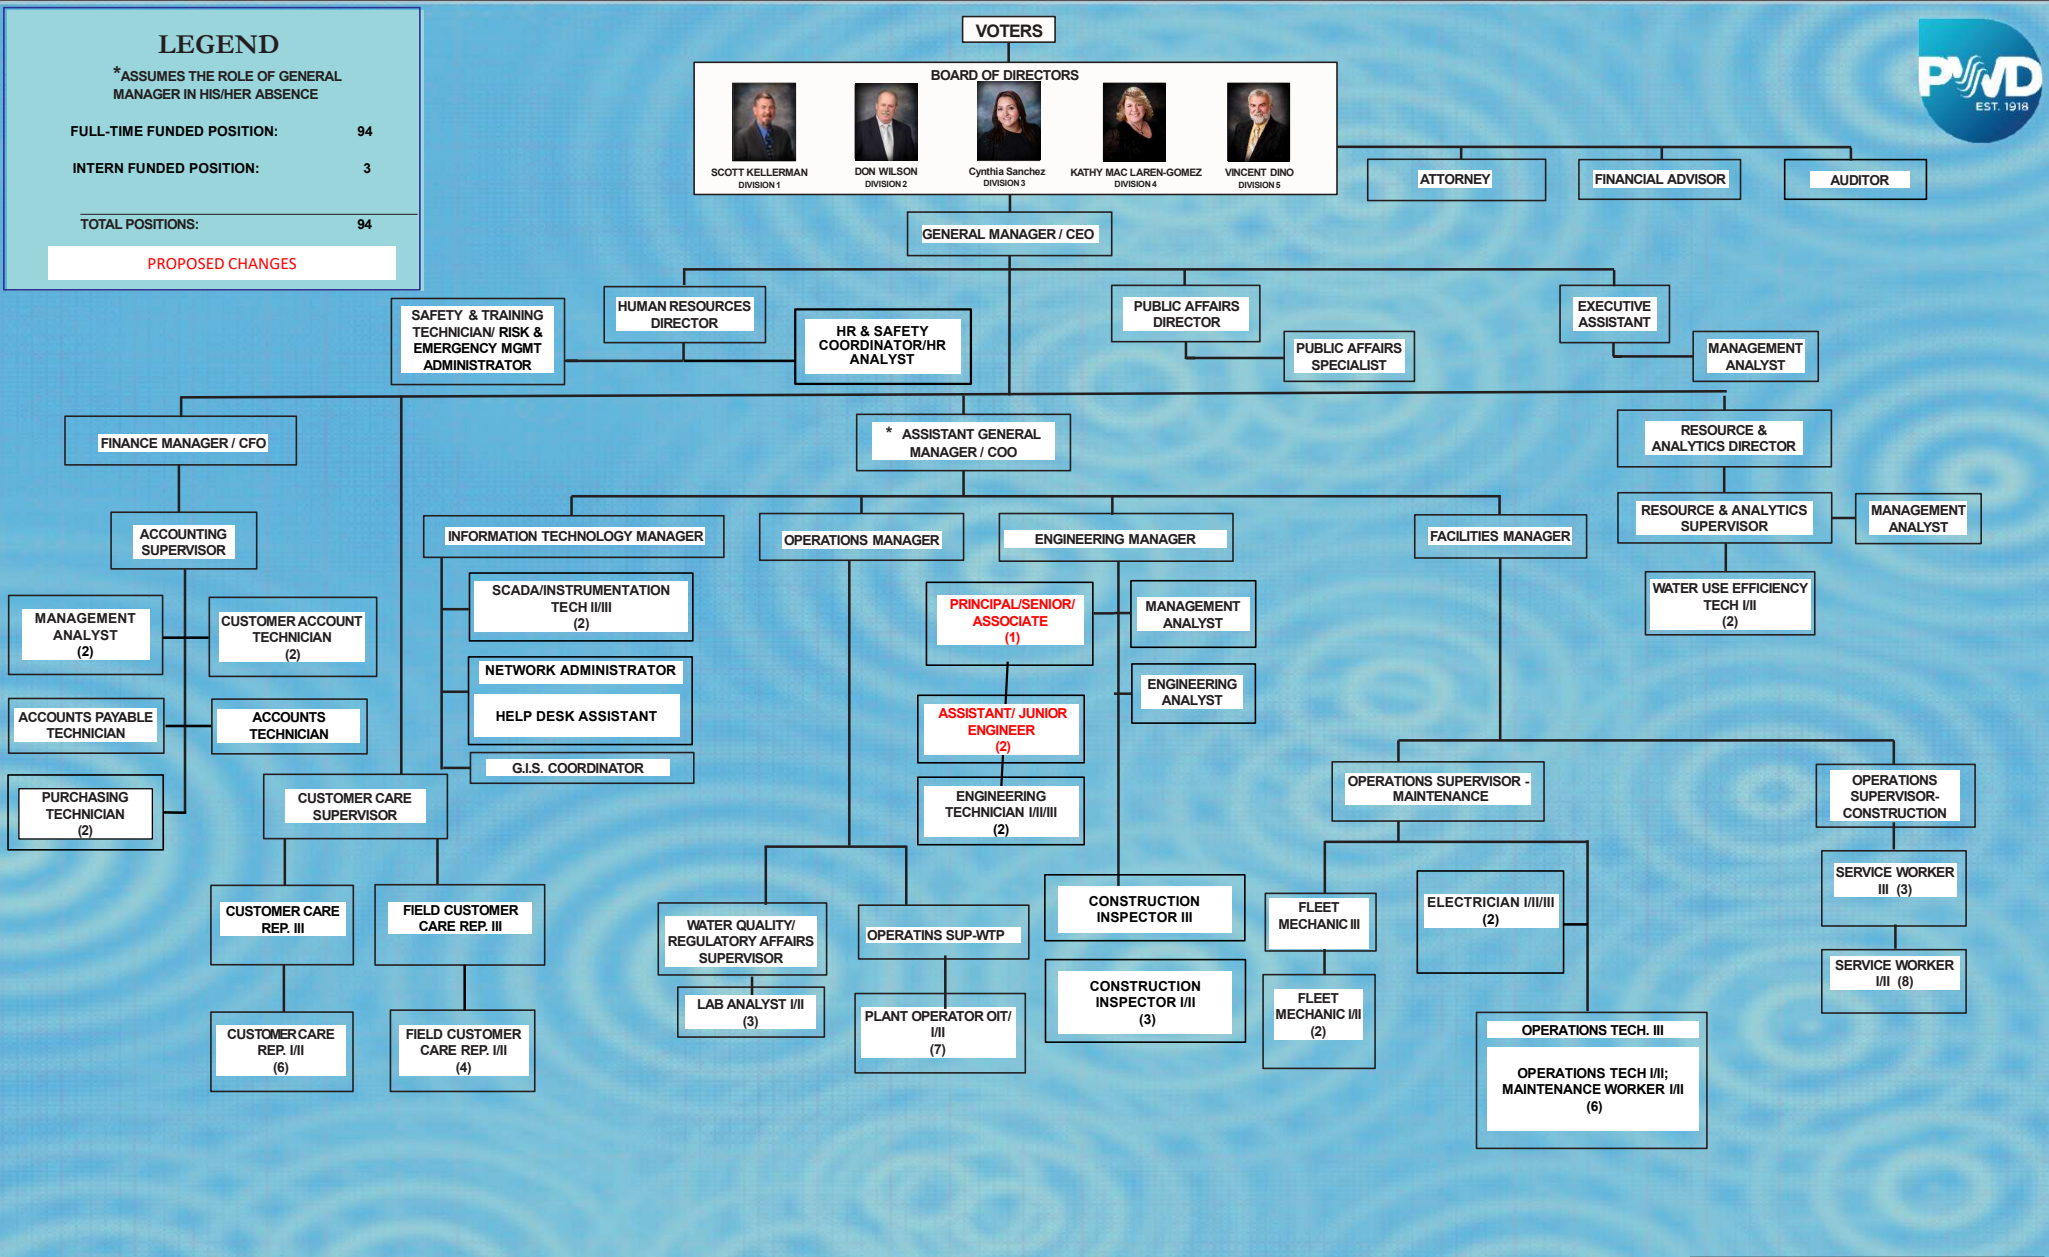 LEGEND
*ASSUMES THE ROLE OF GENERAL
MANAGER IN HIS/HER ABSENCE
FULL-TIME FUNDED POSITION: 94
INTERN FUNDED POSITION: 3
TOTAL POSITIONS: 94
PROPOSED CHANGES
VOTERS
BOARD OF DIRECTORS
SCOTT KELLERMAN
DIVISION 1
DON WILSON
DIVISION 2
Cynthia Sanchez
DIVISION 3
KATHY MAC LAREN-GOMEZ
DIVISION 4
VINCENT DINO
DIVISION 5
PWD
EST. 1918
ATTORNEY
FINANCIAL ADVISOR
AUDITOR
GENERAL MANAGER / CEO
SAFETY & TRAINING
TECHNICIAN/ RISK &
EMERGENCY MGMT
ADMINISTRATOR
HUMAN RESOURCES
DIRECTOR
HR & SAFETY
COORDINATOR/HR
ANALYST
PUBLIC AFFAIRS
DIRECTOR
PUBLIC AFFAIRS
SPECIALIST
EXECUTIVE
ASSISTANT
MANAGEMENT
ANALYST
FINANCE MANAGER / CFO
* ASSISTANT GENERAL
MANAGER / COO
RESOURCE &
ANALYTICS DIRECTOR
ACCOUNTING
SUPERVISOR
INFORMATION TECHNOLOGY MANAGER
OPERATIONS MANAGER
ENGINEERING MANAGER
FACILITIES MANAGER
RESOURCE & ANALYTICS
SUPERVISOR
MANAGEMENT
ANALYST
MANAGEMENT
ANALYST
(2)
CUSTOMER ACCOUNT
TECHNICIAN
(2)
SCADA/INSTRUMENTATION
TECH II/III
(2)
PRINCIPAL/SENIOR/
ASSOCIATE
(1)
MANAGEMENT
ANALYST
WATER USE EFFICIENCY
TECH I/II
(2)
NETWORK ADMINISTRATOR
HELP DESK ASSISTANT
ENGINEERING
ANALYST
ACCOUNTS PAYABLE
TECHNICIAN
ACCOUNTS
TECHNICIAN
ASSISTANT/ JUNIOR
ENGINEER
(2)
G.I.S. COORDINATOR
PURCHASING
TECHNICIAN
(2)
CUSTOMER CARE
SUPERVISOR
ENGINEERING
TECHNICIAN I/II/III
(2)
OPERATIONS SUPERVISOR -
MAINTENANCE
OPERATIONS
SUPERVISOR-
CONSTRUCTION
CUSTOMER CARE
REP. III
FIELD CUSTOMER
CARE REP. III
WATER QUALITY/
REGULATORY AFFAIRS
SUPERVISOR
OPERATINS SUP-WTP
CONSTRUCTION
INSPECTOR III
FLEET
MECHANIC III
ELECTRICIAN I/II/III
(2)
SERVICE WORKER
III (3)
CUSTOMER CARE
REP. I/II
(6)
FIELD CUSTOMER
CARE REP. I/II
(4)
LAB ANALYST I/II
(3)
PLANT OPERATOR OIT/
I/II
(7)
CONSTRUCTION
INSPECTOR I/II
(3)
FLEET
MECHANIC I/II
(2)
SERVICE WORKER
I/II (8)
OPERATIONS TECH. III
OPERATIONS TECH I/II;
MAINTENANCE WORKER I/II
(6)